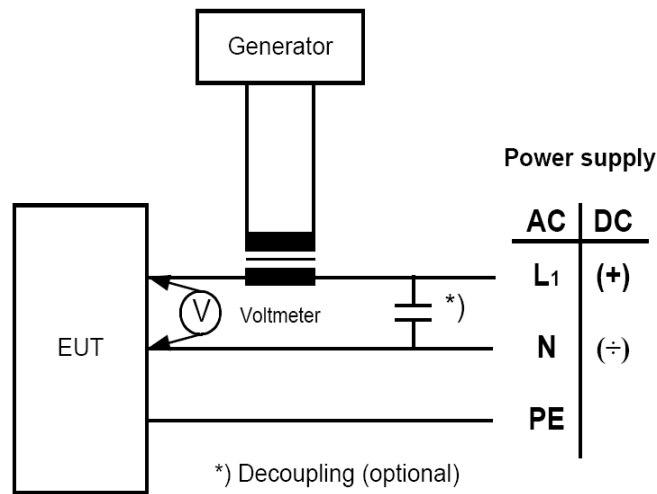 Generator
Power supply
AC DC
L1 (+)
V Voltmeter *)
EUT N (÷)
PE
*) Decoupling (optional)